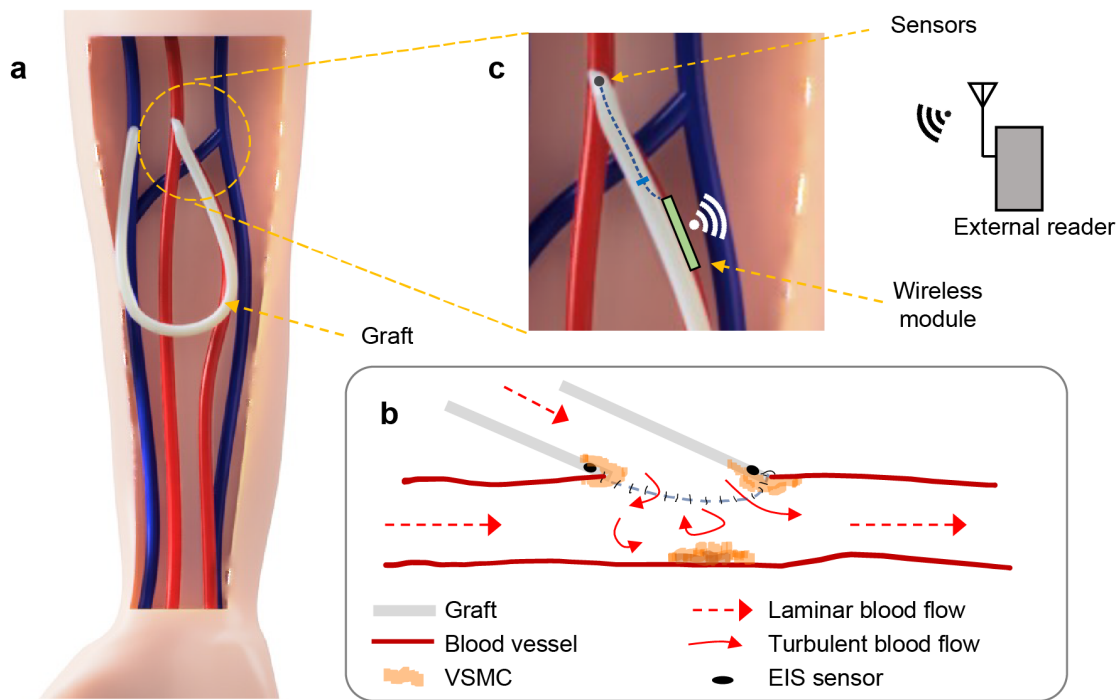 a
c
Sensors
External reader
Wireless
module
Graft
b
Graft
Laminar blood flow
Blood vessel
Turbulent blood flow
VSMC
EIS sensor